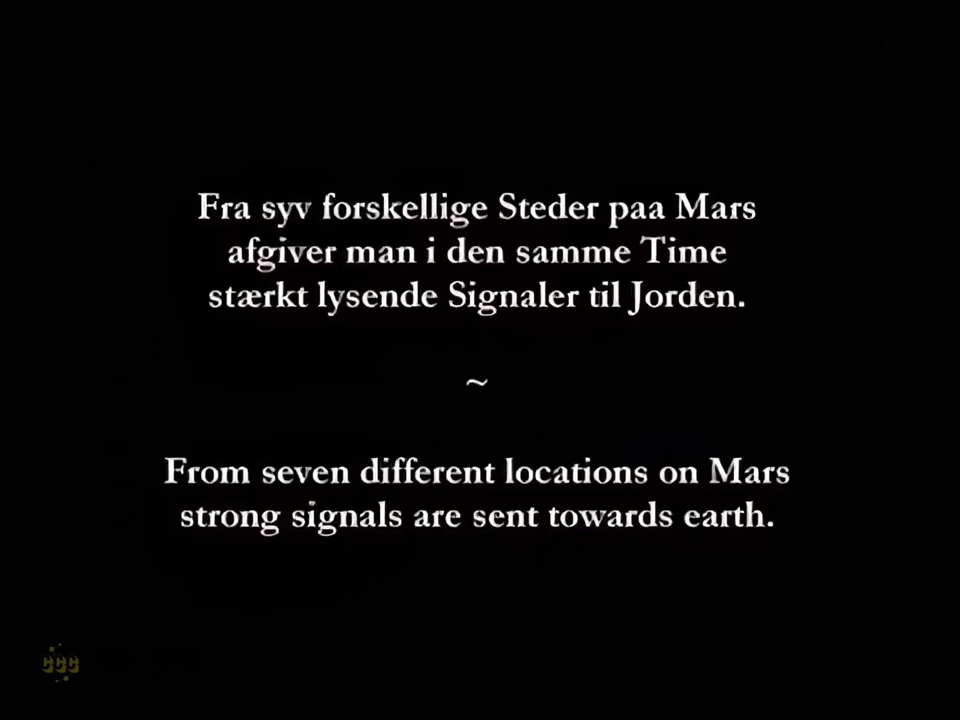 Fra syv forskellige Steder paa Mars
afgiver man i den samme Time
stærkt lysende Signaler til Jorden.
~
From seven different locations on Mars
strong signals are sent towards earth.
CCC